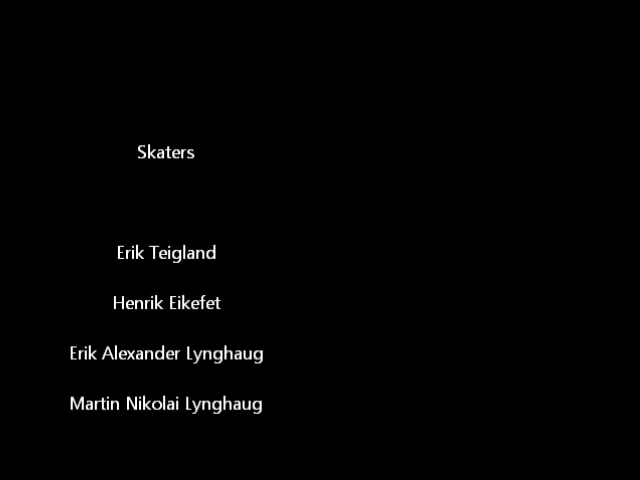 Skaters
Erik Teigland
Henrik Eikefet
Erik Alexander Lynghaug
Martin Nikolai Lynghaug